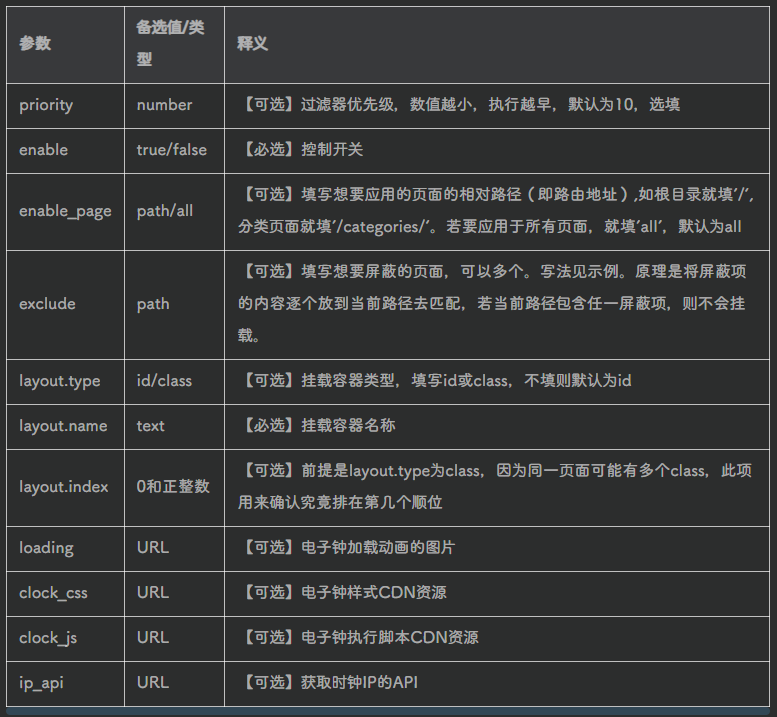 参数 备选值/类型 释义
priority number 【可选】过滤器优先级，数值越小，执行越早，默认为10，选填
enable true/false 【必选】控制开关
enable_page path/all 【可选】填写想要应用的页面的相对路径（即路由地址）,如根目录就填'/',
分类页面就填'/categories/'。若要应用于所有页面，就填'all'，默认为all
exclude path 【可选】填写想要屏蔽的页面，可以多个。写法见示例。原理是将屏蔽项
的内容逐个放到当前路径去匹配，若当前路径包含任一屏蔽项，则不会挂
载。
layout.type id/class 【可选】挂载容器类型，填写id或class，不填则默认为id
layout.name text 【必选】挂载容器名称
layout.index 0和正整数 【可选】前提是layout.type为class，因为同一页面可能有多个class，此项
用来确认究竟排在第几个顺位
loading URL 【可选】电子钟加载动画的图片
clock_css URL 【可选】电子钟样式CDN资源
clock_js URL 【可选】电子钟执行脚本CDN资源
ip_api URL 【可选】获取时钟IP的API